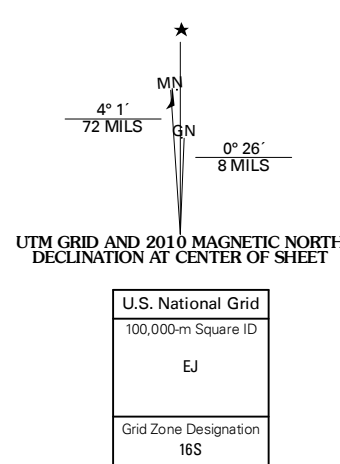 MN
4° 1´
72 MILS
GN
0° 26´
8 MILS
UTM GRID AND 2010 MAGNETIC NORTH
DECLINATION AT CENTER OF SHEET
U.S. National Grid
100,000-m Square ID
EJ
Grid Zone Designation
16S